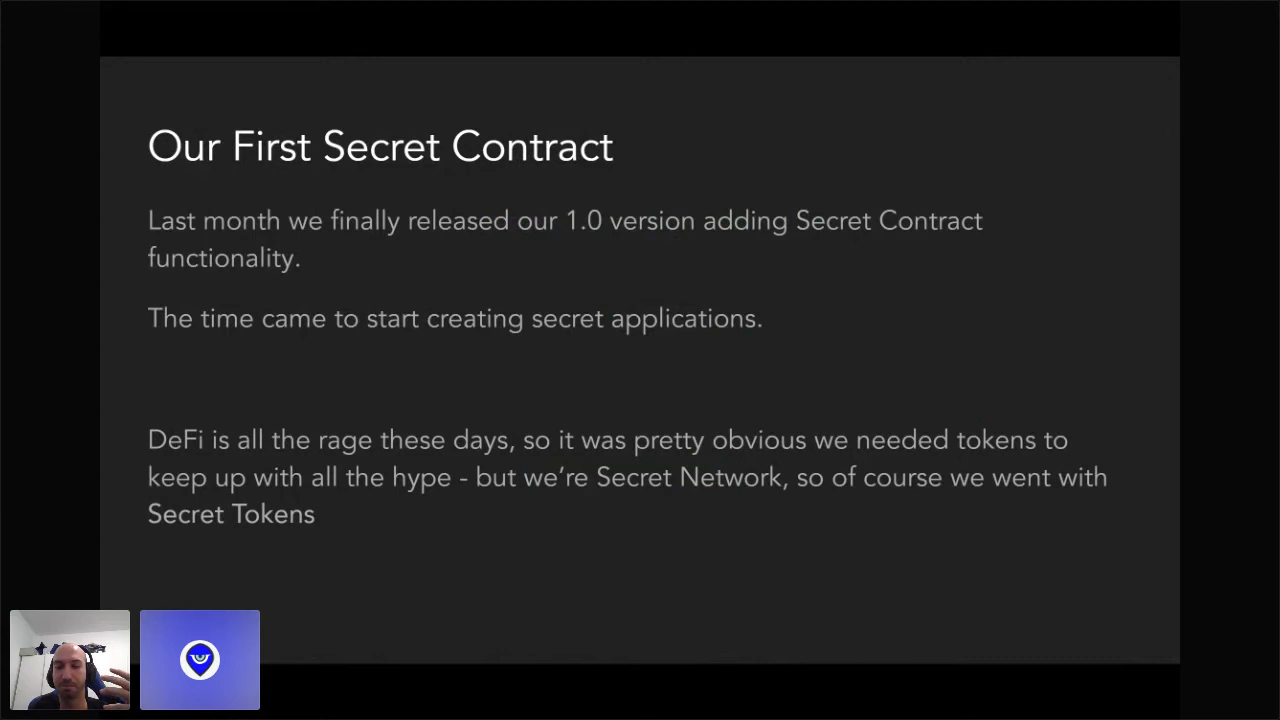 Our First Secret Contract
Last month we finally released our 1.0 version adding Secret Contract
functionality.
The time came to start creating secret applications.
DeFi is all the rage these days, so it was pretty obvious we needed tokens to
keep up with all the hype - but we’re Secret Network, so of course we went with
Secret Tokens